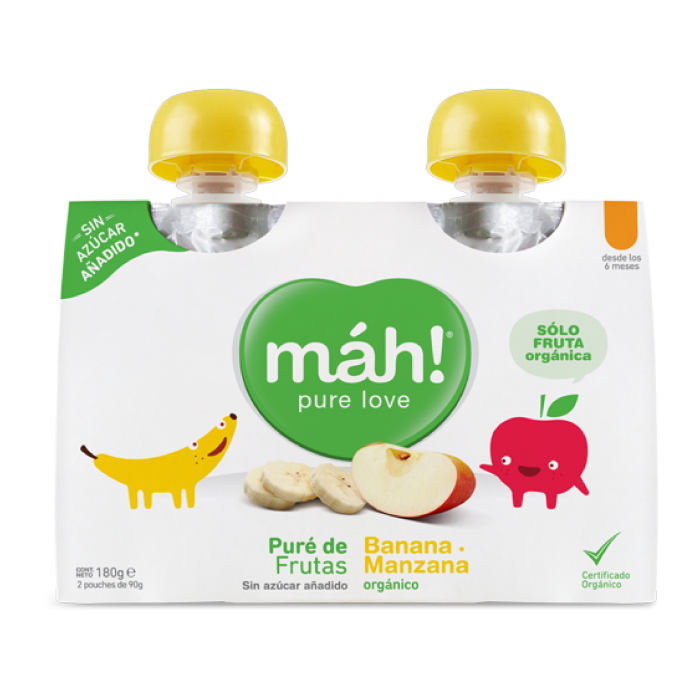 SIN
AZÚCAR
AÑADIDO*
desde los
6 meses
máh!®
pure love
SÓLO
FRUTA
orgánica
Puré de
Frutas
Sin azúcar añadido
Banana •
Manzana
orgánico
CONT.
NETO 180g e
2 pouches de 90g
Certificado
Orgánico